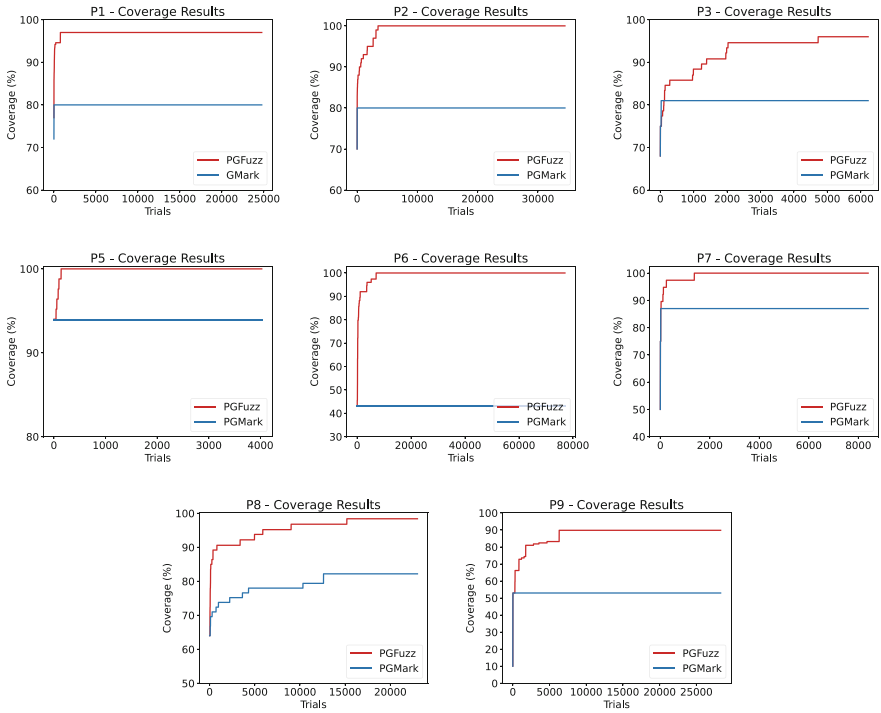 P1 - Coverage Results
100
90
80
70
60
Coverage (%)
0 5000 10000 15000 20000 25000
Trials
PGFuzz
GMark
P2 - Coverage Results
100
90
80
70
60
Coverage (%)
0 10000 20000 30000
Trials
PGFuzz
PGMark
P3 - Coverage Results
100
90
80
70
60
Coverage (%)
0 1000 2000 3000 4000 5000 6000
Trials
PGFuzz
PGMark
P5 - Coverage Results
100
90
80
Coverage (%)
0 1000 2000 3000 4000
Trials
PGFuzz
PGMark
P6 - Coverage Results
100
90
80
70
60
50
40
30
Coverage (%)
0 20000 40000 60000 80000
Trials
PGFuzz
PGMark
P7 - Coverage Results
100
90
80
70
60
50
40
Coverage (%)
0 2000 4000 6000 8000
Trials
PGFuzz
PGMark
P8 - Coverage Results
100
90
80
70
60
50
Coverage (%)
0 5000 10000 15000 20000
Trials
PGFuzz
PGMark
P9 - Coverage Results
100
90
80
70
60
50
40
30
20
10
0
Coverage (%)
0 5000 10000 15000 20000 25000
Trials
PGFuzz
PGMark